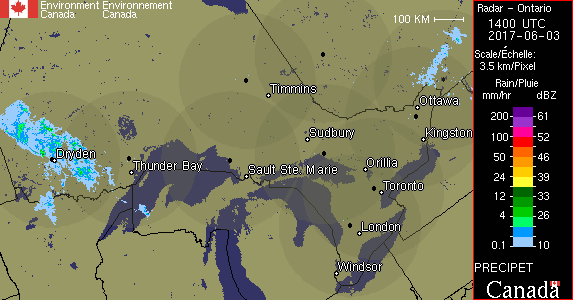 Environment Environnement
Canada Canada
100 KM
Timmins
Ottawa
Sudbury
Kingston
Dryden
Thunder Bay
Sault Ste. Marie
Orillia
Toronto
London
Windsor
Radar - Ontario
1400 UTC
2017-06-03
Scale/Échelle:
3.5 km/Pixel
Rain/Pluie
mm/hr dBZ
200 61
100 52
50 46
24 39
12 33
4 26
0.1 10
PRECIPET
Canada